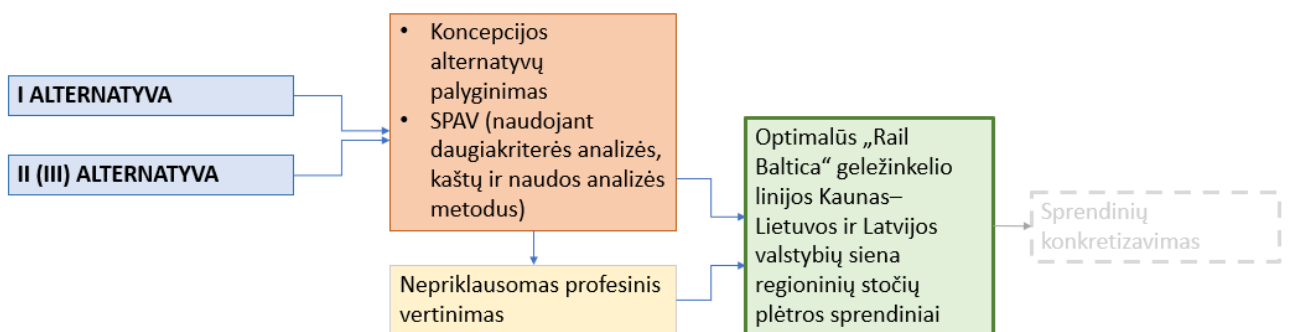 I ALTERNATYVA
II (III) ALTERNATYVA
• Koncepcijos
alternatyvų
palyginimas
• SPAV (naudojant
daugiakriterės analizės,
kaštų ir naudos analizės
metodus)
Nepriklausomas profesinis
vertinimas
Optimalūs „Rail
Baltica“ geležinkelio
linijos Kaunas–
Lietuvos ir Latvijos
valstybių siena
regioninių stočių
plėtros sprendiniai
Sprendinių
konkretizavimas